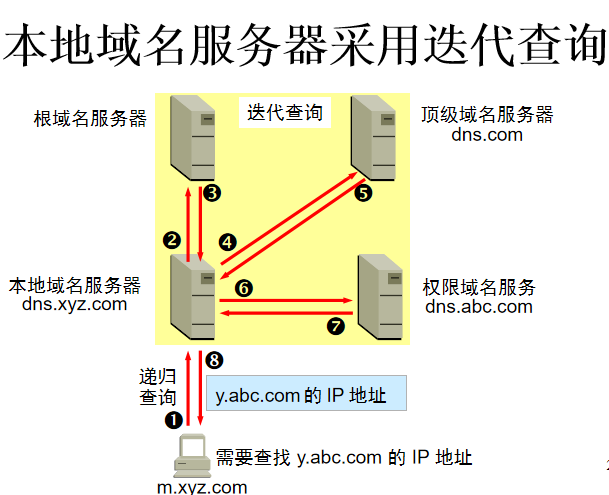 本地域名服务器采用迭代查询
根域名服务器
迭代查询
顶级域名服务器
dns.com
❸
❺
❷
❹
本地域名服务器
dns.xyz.com
❻
权限域名服务
dns.abc.com
❼
❽
递归
查询
y.abc.com 的 IP 地址
❶
需要查找 y.abc.com 的 IP 地址
m.xyz.com